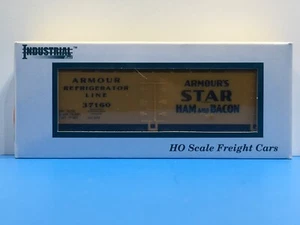 INDUSTRIAL
ARMOUR
REFRIGERATOR
LINE
37160
ARMOUR'S
STAR
HAM AND BACON
HO Scale Freight Cars